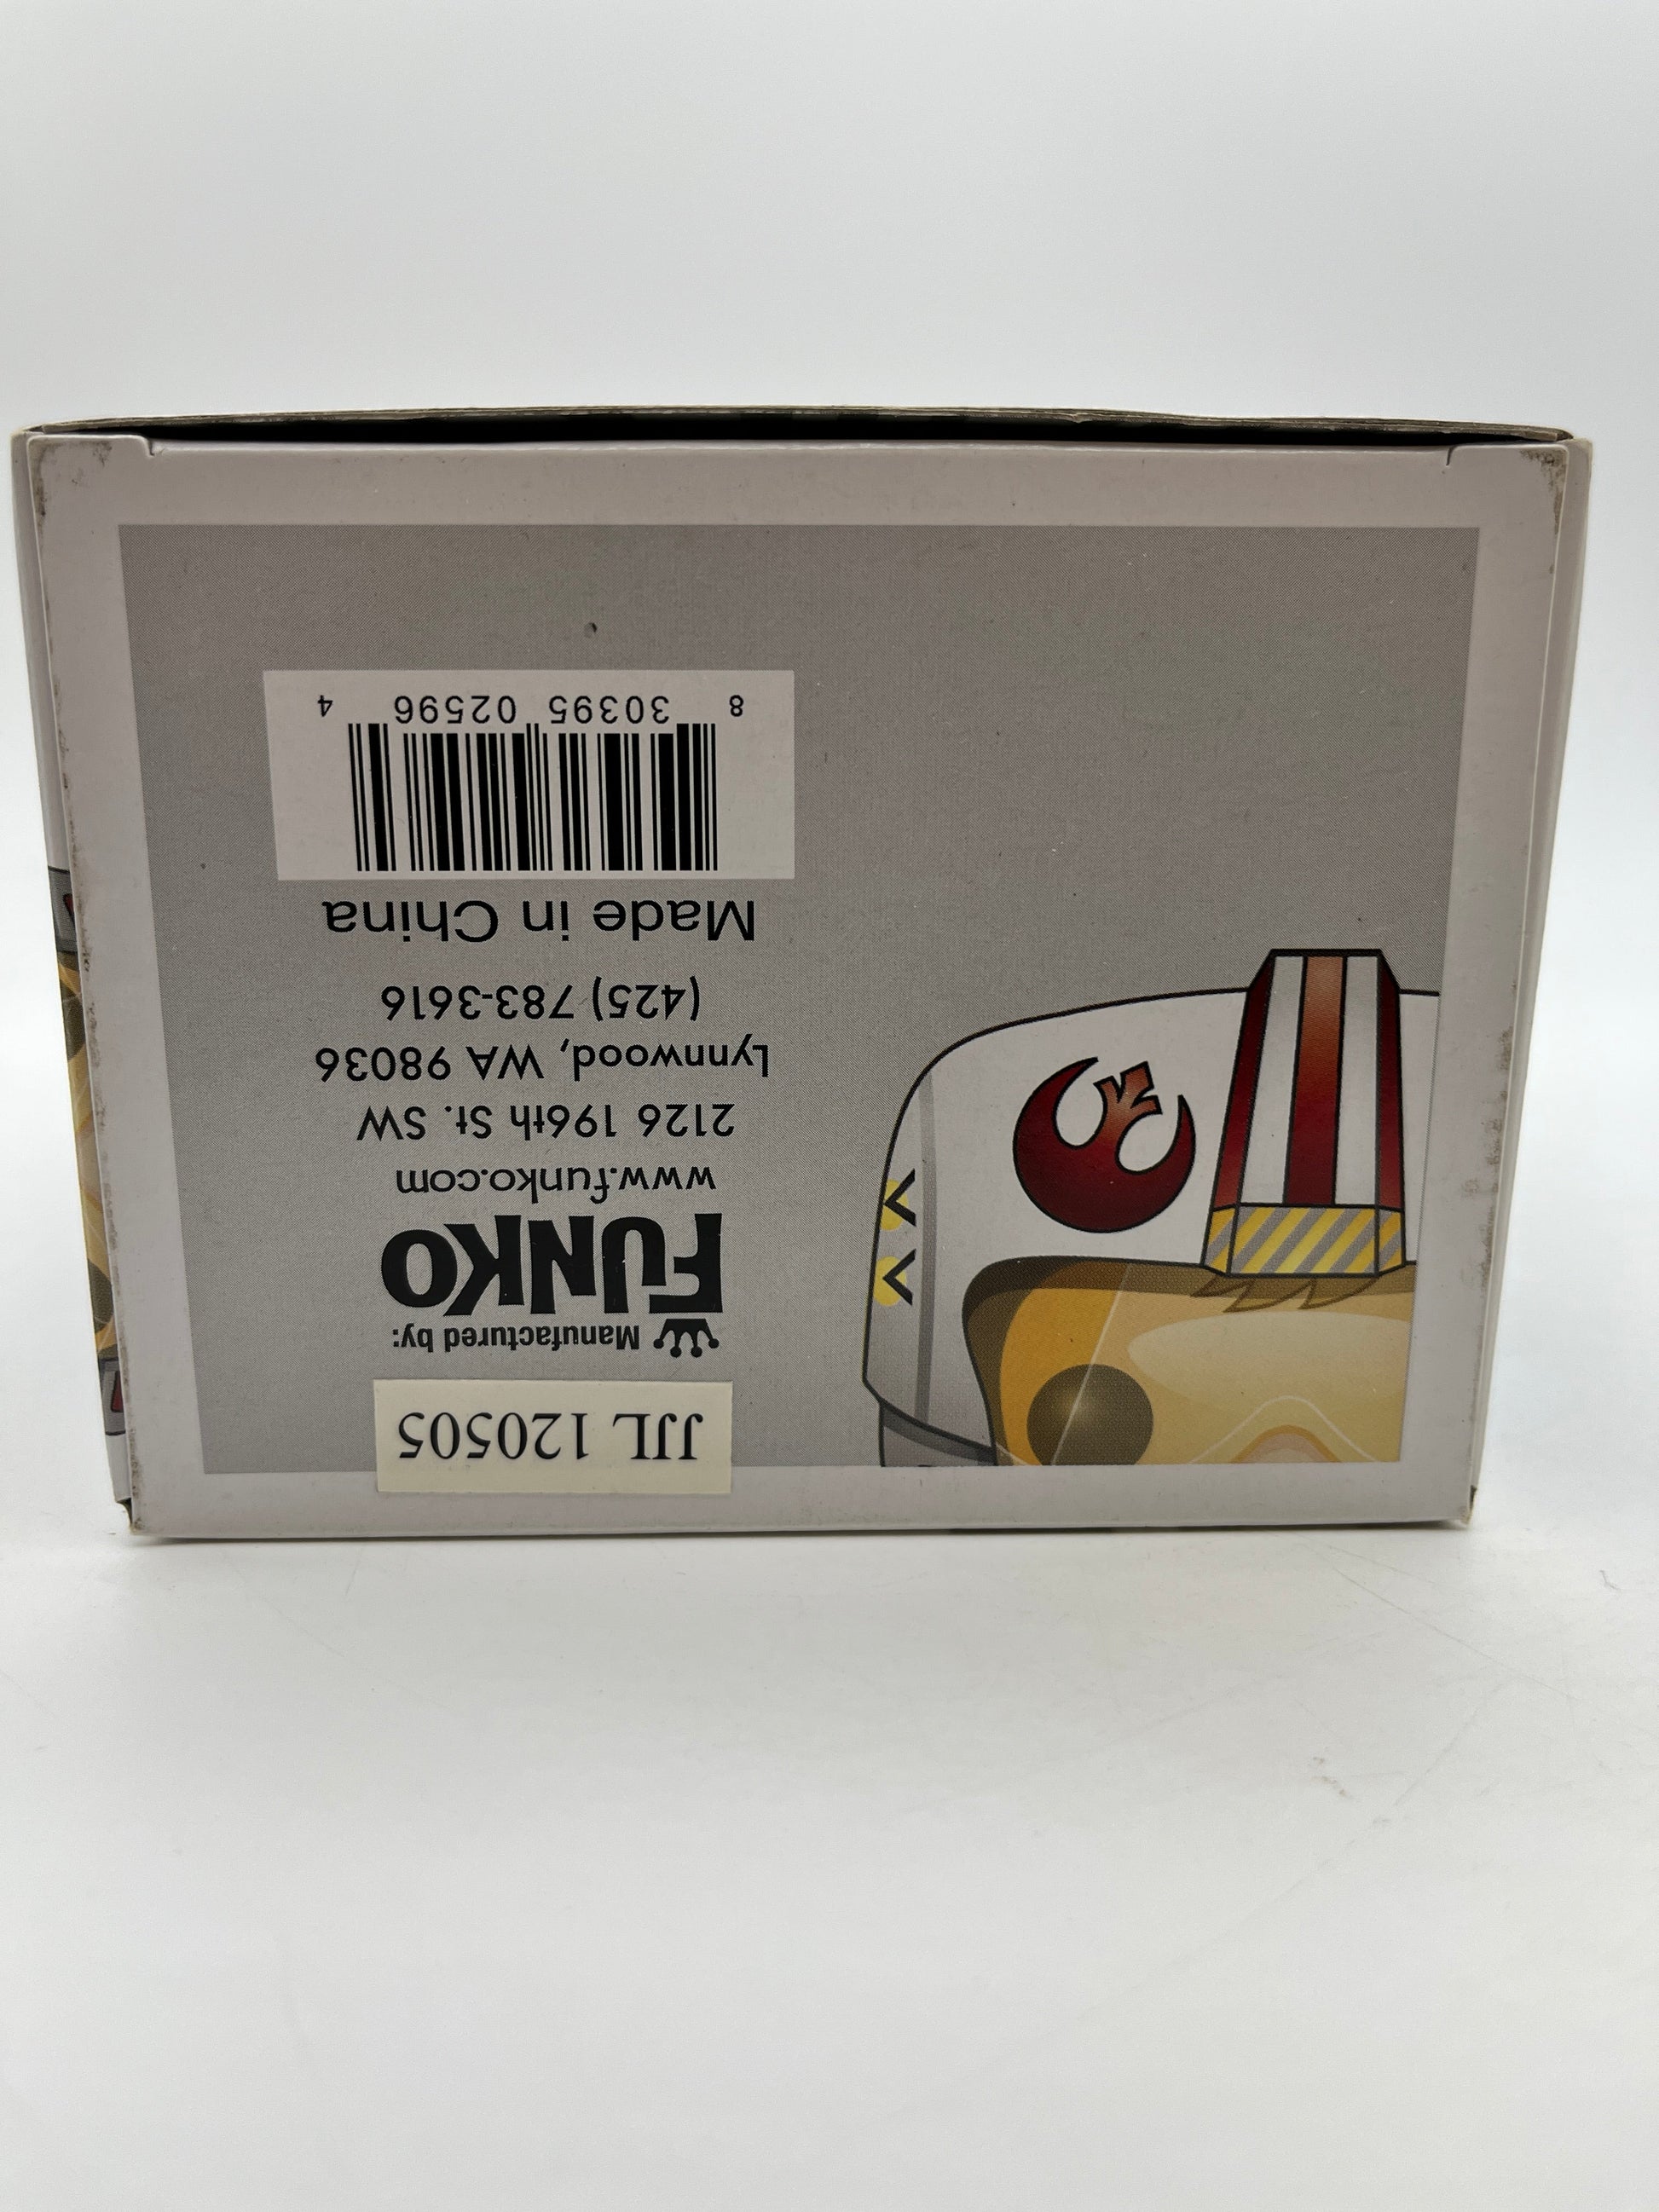 JJL 120505
Manufactured by:
FUNKO
www.funko.com
2126 196th St. SW
Lynnwood, WA 98036
(425) 783-3616
Made in China
8 30395 02596 4